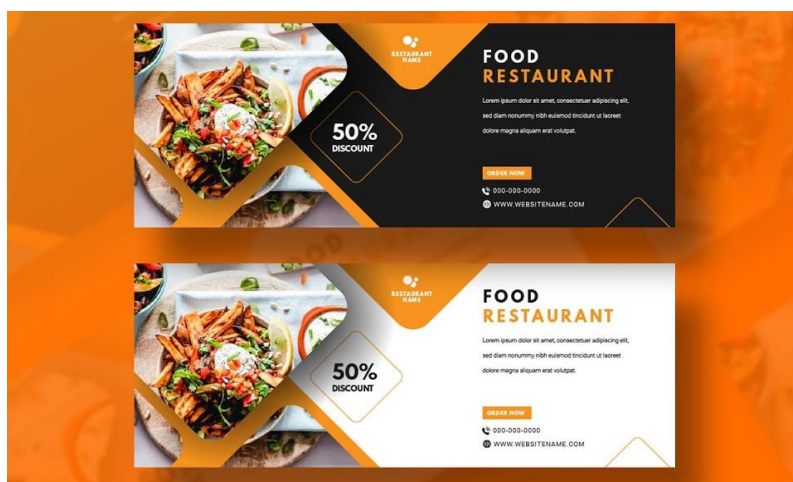 RESTAURANT
NAME
FOOD
RESTAURANT
Lorem ipsum dolor sit amet, consectetuer adipiscing elit,
sed diam nonummy nibh euismod tincidunt ut laoreet
dolore magna aliquam erat volutpat.
50%
DISCOUNT
ORDER NOW
000-000-0000
WWW.WEBSITENAME.COM
RESTAURANT
NAME
FOOD
RESTAURANT
Lorem ipsum dolor sit amet, consectetuer adipiscing elit,
sed diam nonummy nibh euismod tincidunt ut laoreet
dolore magna aliquam erat volutpat.
50%
DISCOUNT
ORDER NOW
000-000-0000
WWW.WEBSITENAME.COM